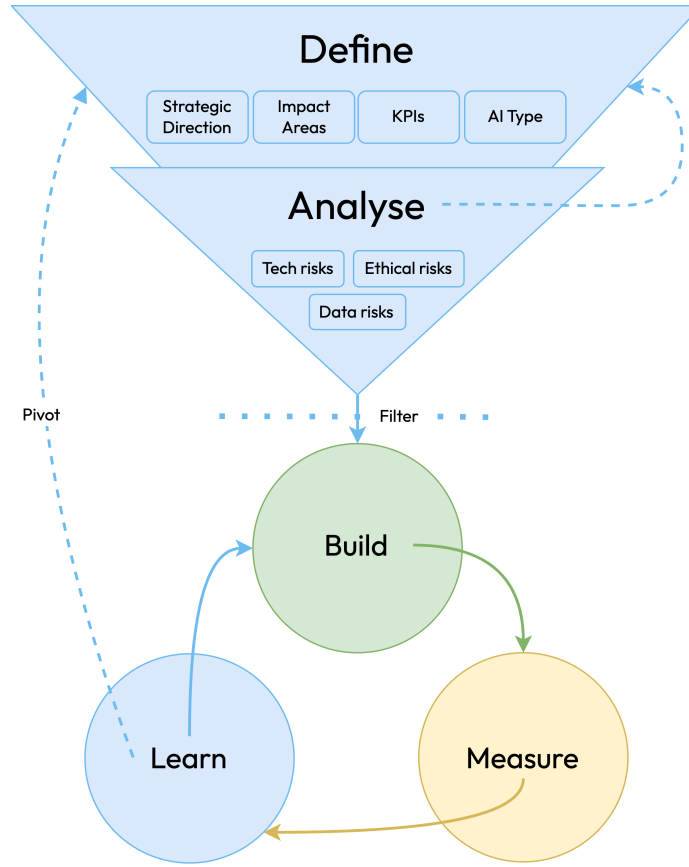 Define
Strategic
Direction
Impact
Areas
KPIs
AI Type
Analyse
Tech risks
Ethical risks
Data risks
Pivot
Filter
Build
Learn
Measure